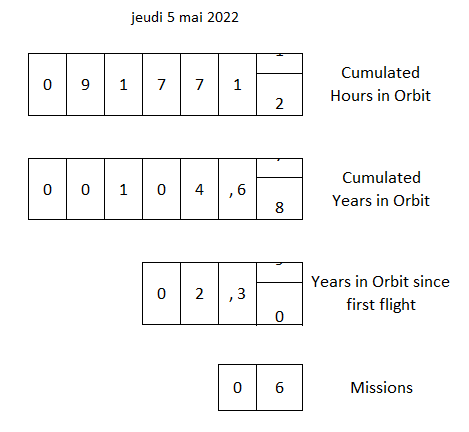 jeudi 5 mai 2022
0 9 1 7 7 1 2
Cumulated
Hours in Orbit
0 0 1 0 4 ,6 8
Cumulated
Years in Orbit
0 2 ,3 0
Years in Orbit since
first flight
0 6
Missions